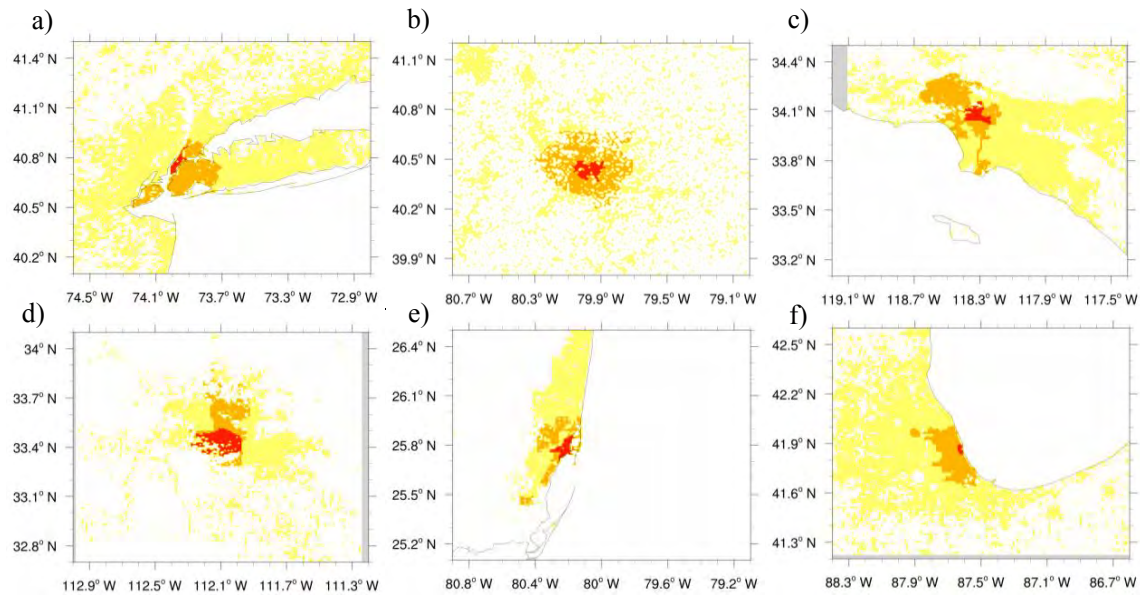 a)
b)
c)
41.4° N
41.1° N
40.8° N
40.5° N
40.2° N
74.5° W 74.1° W 73.7° W 73.3° W 72.9° W
41.1° N
40.8° N
40.5° N
40.2° N
39.9° N
80.7° W 80.3° W 79.9° W 79.5° W 79.1° W
34.4° N
34.1° N
33.8° N
33.5° N
33.2° N
119.1° W 118.7° W 118.3° W 117.9° W 117.5° W
d)
e)
f)
34° N
33.7° N
33.4° N
33.1° N
32.8° N
112.9° W 112.5° W 112.1° W 111.7° W 111.3° W
26.4° N
26.1° N
25.8° N
25.5° N
25.2° N
80.8° W 80.4° W 80° W 79.6° W 79.2° W
42.5° N
42.2° N
41.9° N
41.6° N
41.3° N
88.3° W 87.9° W 87.5° W 87.1° W 86.7° W